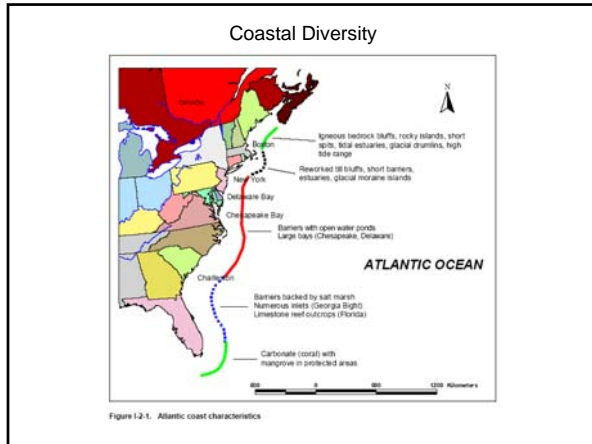 Coastal Diversity
CANADA
N
Boston
Igneous bedrock bluffs, rocky islands, short
spits, tidal estuaries, glacial drumlins, high
tide range
New York
Reworked till bluffs, short barriers,
estuaries, glacial moraine islands
Delaware Bay
Chesapeake Bay
Barriers with open water ponds
Large bays (Chesapeake, Delaware)
ATLANTIC OCEAN
Charleston
Barriers backed by salt marsh
Numerous inlets (Georgia Bight)
Limestone reef outcrops (Florida)
Carbonate (coral) with
mangrove in protected areas
600 0 600 1200 Kilometers
Figure I-2-1. Atlantic coast characteristics